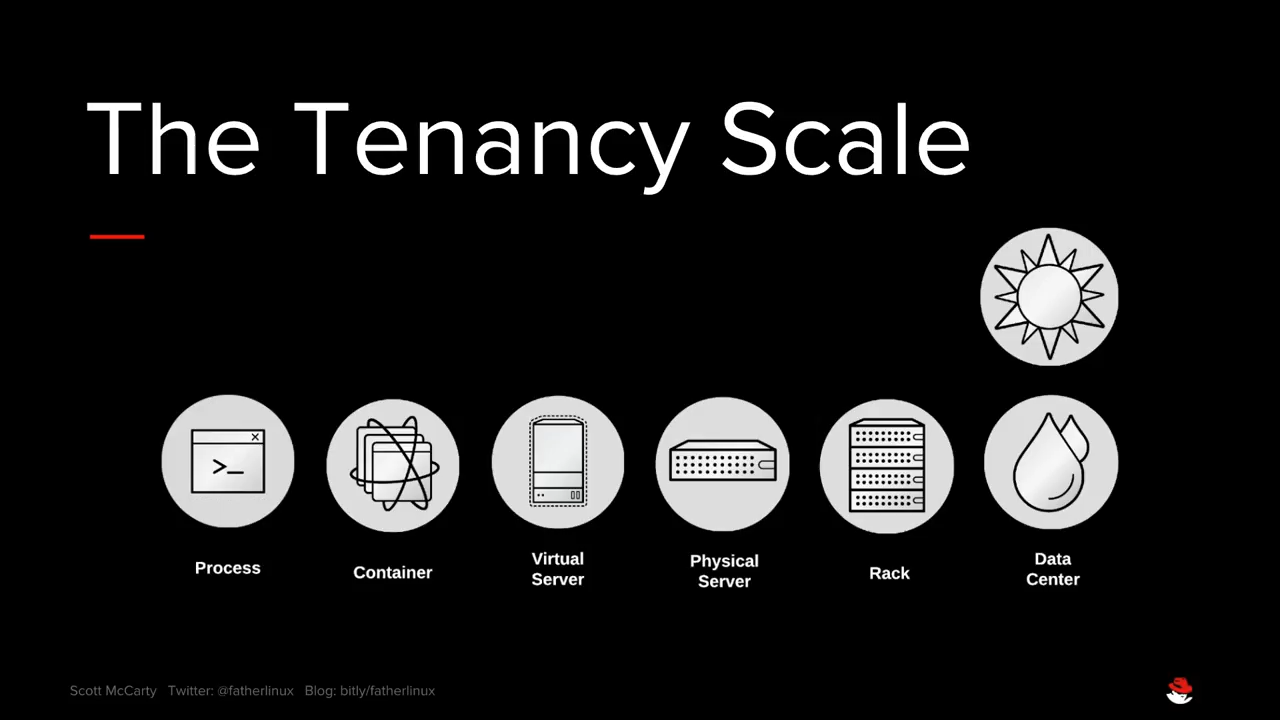 The Tenancy Scale
>_
Process
Container
Virtual
Server
Physical
Server
Rack
Data
Center
Scott McCarty Twitter: @fatherlinux Blog: bitly/fatherlinux